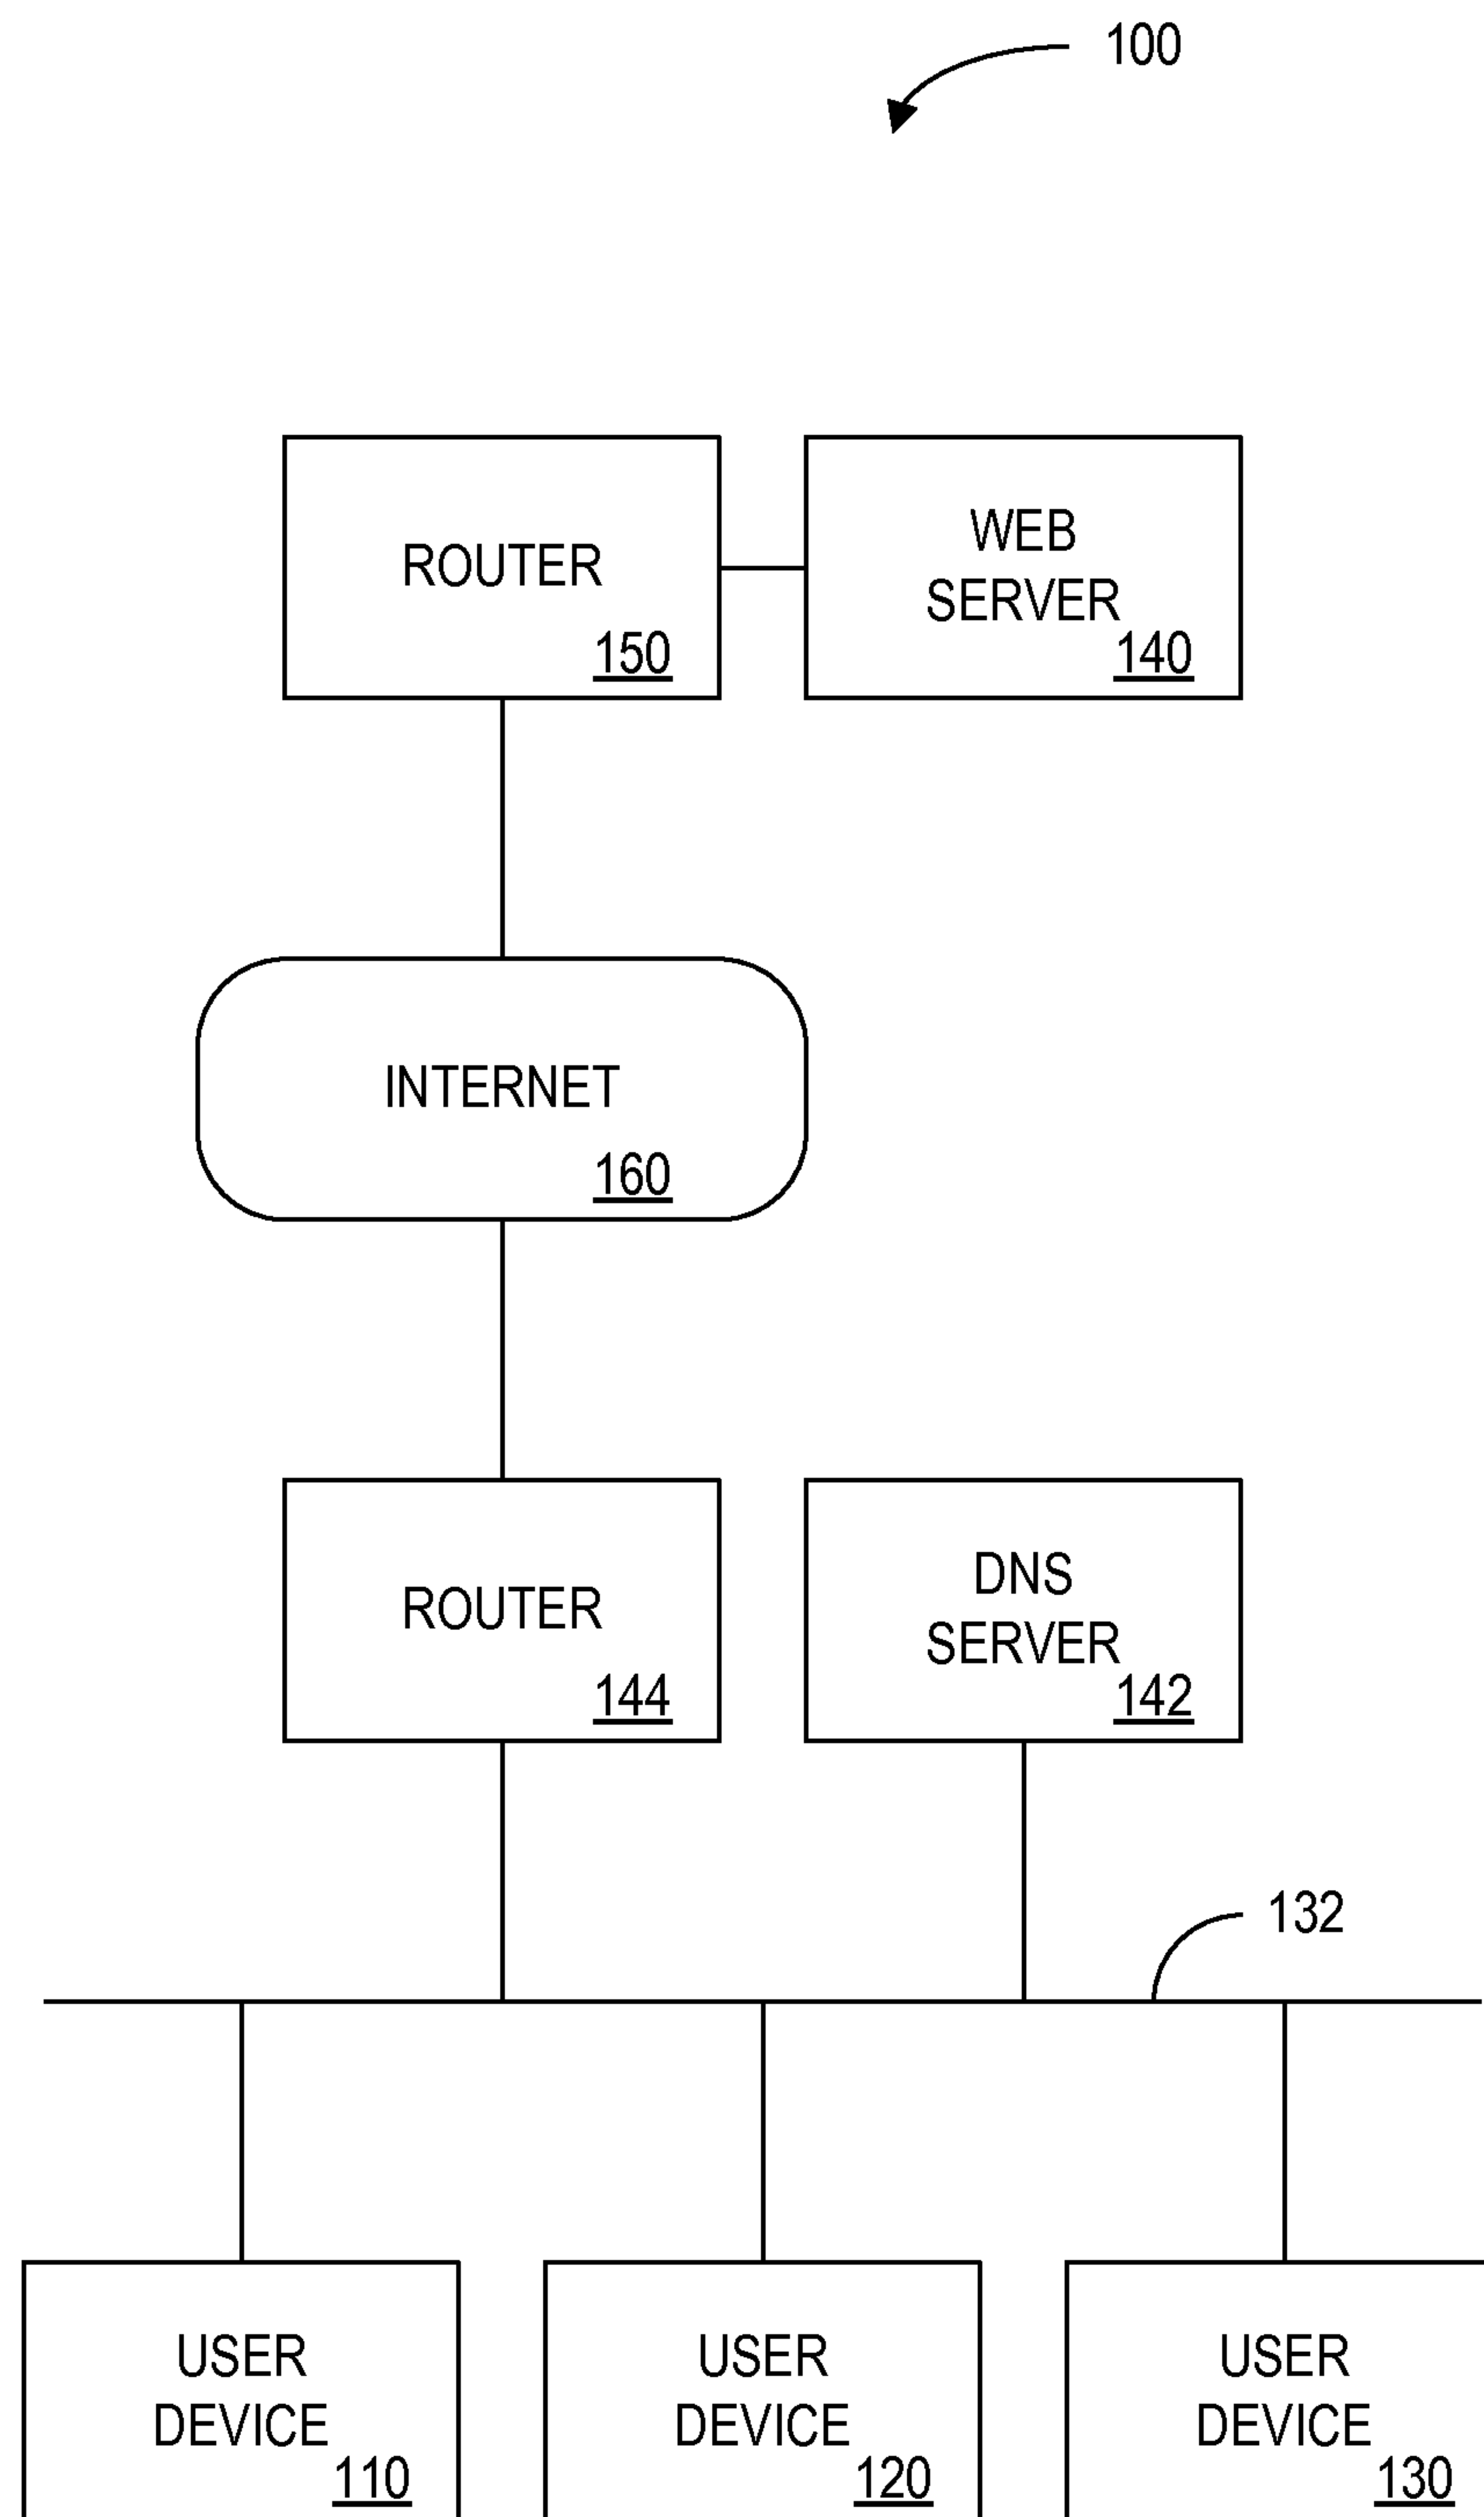 100
ROUTER
150
WEB
SERVER
140
INTERNET
160
ROUTER
144
DNS
SERVER
142
132
USER
DEVICE
110
USER
DEVICE
120
USER
DEVICE
130